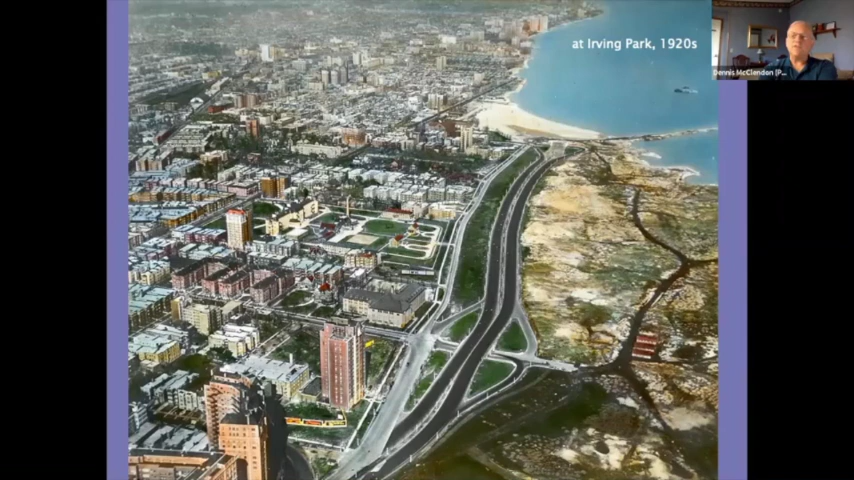 at Irving Park, 1920s
Dennis McClendon (P...